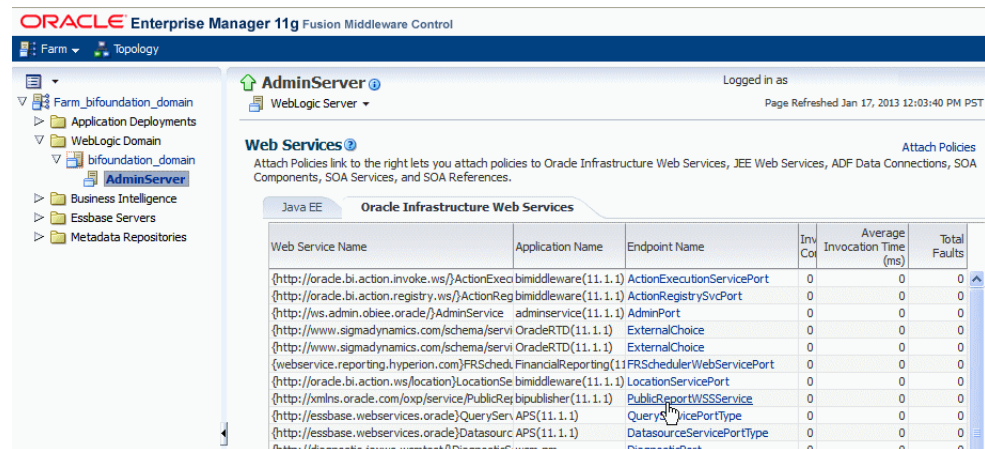 ORACLE Enterprise Manager 11g Fusion Middleware Control
Farm Topology
Farm_bifoundation_domain
Application Deployments
WebLogic Domain
bifoundation_domain
AdminServer
Business Intelligence
Essbase Servers
Metadata Repositories
AdminServer
Logged in as
WebLogic Server
Page Refreshed Jan 17, 2013 12:03:40 PM PST
Web Services
Attach Policies
Attach Policies link to the right lets you attach policies to Oracle Infrastructure Web Services, JEE Web Services, ADF Data Connections, SOA
Components, SOA Services, and SOA References.
Java EE Oracle Infrastructure Web Services
Web Service Name Application Name Endpoint Name Inv Cou Average Invocation Time (ms) Total Faults
{http://oracle.bi.action.invoke.ws/}ActionExecu bimiddleware(11.1.1) ActionExecutionServicePort 0 0 0
{http://oracle.bi.action.registry.ws/}ActionReg bimiddleware(11.1.1) ActionRegistrySvcPort 0 0 0
{http://ws.admin.obiee.oracle/}AdminService adminservice(11.1.1) AdminPort 0 0 0
{http://www.sigmadynamics.com/schema/servi OracleRTD(11.1.1) ExternalChoice 0 0 0
{http://www.sigmadynamics.com/schema/servi OracleRTD(11.1.1) ExternalChoice 0 0 0
{webservice.reporting.hyperion.com}FRSchedu FinancialReporting(11 FRSchedulerWebServicePort 0 0 0
{http://oracle.bi.action.ws/location}LocationSe bimiddleware(11.1.1) LocationServicePort 0 0 0
{http://xmlns.oracle.com/oxp/service/PublicRep bipublisher(11.1.1) PublicReportWSSService 0 0 0
{http://essbase.webservices.oracle}QueryServ APS(11.1.1) QueryServicePortType 0 0 0
{http://essbase.webservices.oracle}Datasourc APS(11.1.1) DatasourceServicePortType 0 0 0